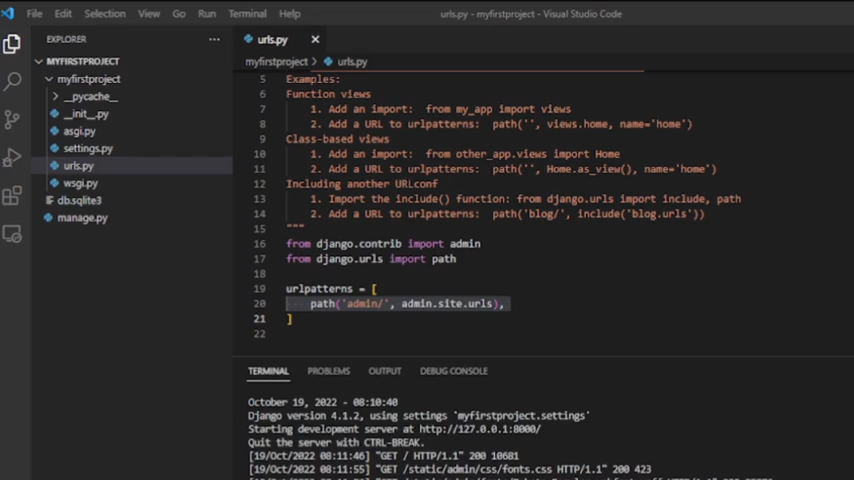 File Edit Selection View Go Run Terminal Help
urls.py - myfirstproject - Visual Studio Code
EXPLORER
MYFIRSTPROJECT
myfirstproject
__pycache__
__init__.py
asgi.py
settings.py
urls.py
wsgi.py
db.sqlite3
manage.py
urls.py
myfirstproject > urls.py
5 Examples:
6 Function views
7 1. Add an import: from my_app import views
8 2. Add a URL to urlpatterns: path('', views.home, name='home')
9 Class-based views
10 1. Add an import: from other_app.views import Home
11 2. Add a URL to urlpatterns: path('', Home.as_view(), name='home')
12 Including another URLconf
13 1. Import the include() function: from django.urls import include, path
14 2. Add a URL to urlpatterns: path('blog/', include('blog.urls'))
15 """
16 from django.contrib import admin
17 from django.urls import path
18
19 urlpatterns = [
20 path('admin/', admin.site.urls),
21 ]
22
TERMINAL PROBLEMS OUTPUT DEBUG CONSOLE
October 19, 2022 - 08:10:40
Django version 4.1.2, using settings 'myfirstproject.settings'
Starting development server at http://127.0.0.1:8000/
Quit the server with CTRL-BREAK.
[19/Oct/2022 08:11:46] "GET / HTTP/1.1" 200 10681
[19/Oct/2022 08:11:55] "GET /static/admin/css/fonts.css HTTP/1.1" 200 423